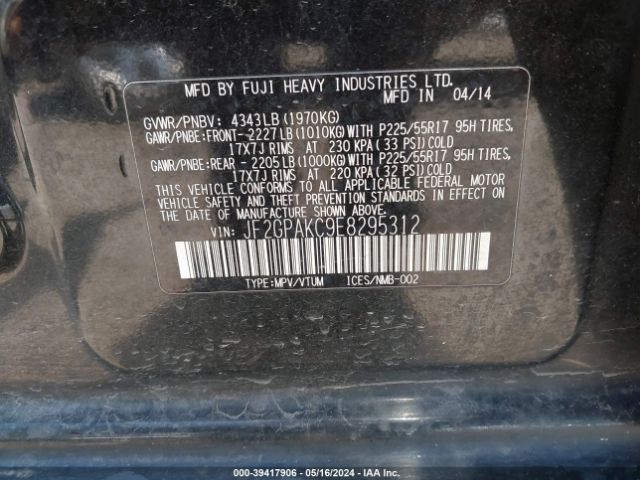 MFD BY FUJI HEAVY INDUSTRIES LTD.
MFD IN 04/14
GVWR/PNBV: 4343LB(1970KG)
GAWR/PNBE:FRONT-2227LB(1010KG)WITH P225/55R17 95H TIRES,
17X7J RIMS AT 230 KPA(33 PSI)COLD
GAWR/PNBE:REAR -2205LB(1000KG)WITH P225/55R17 95H TIRES,
17X7J RIMS AT 220 KPA(32 PSI)COLD
THIS VEHICLE CONFORMS TO ALL APPLICABLE FEDERAL MOTOR
VEHICLE SAFETY AND THEFT PREVENTION STANDARDS IN EFFECT ON
THE DATE OF MANUFACTURE SHOWN ABOVE.
VIN: JF2GPAKC9E8295312
TYPE:MPV/VTUM ICES/NMB-002
000-39417906 - 05/16/2024 - IAA Inc.